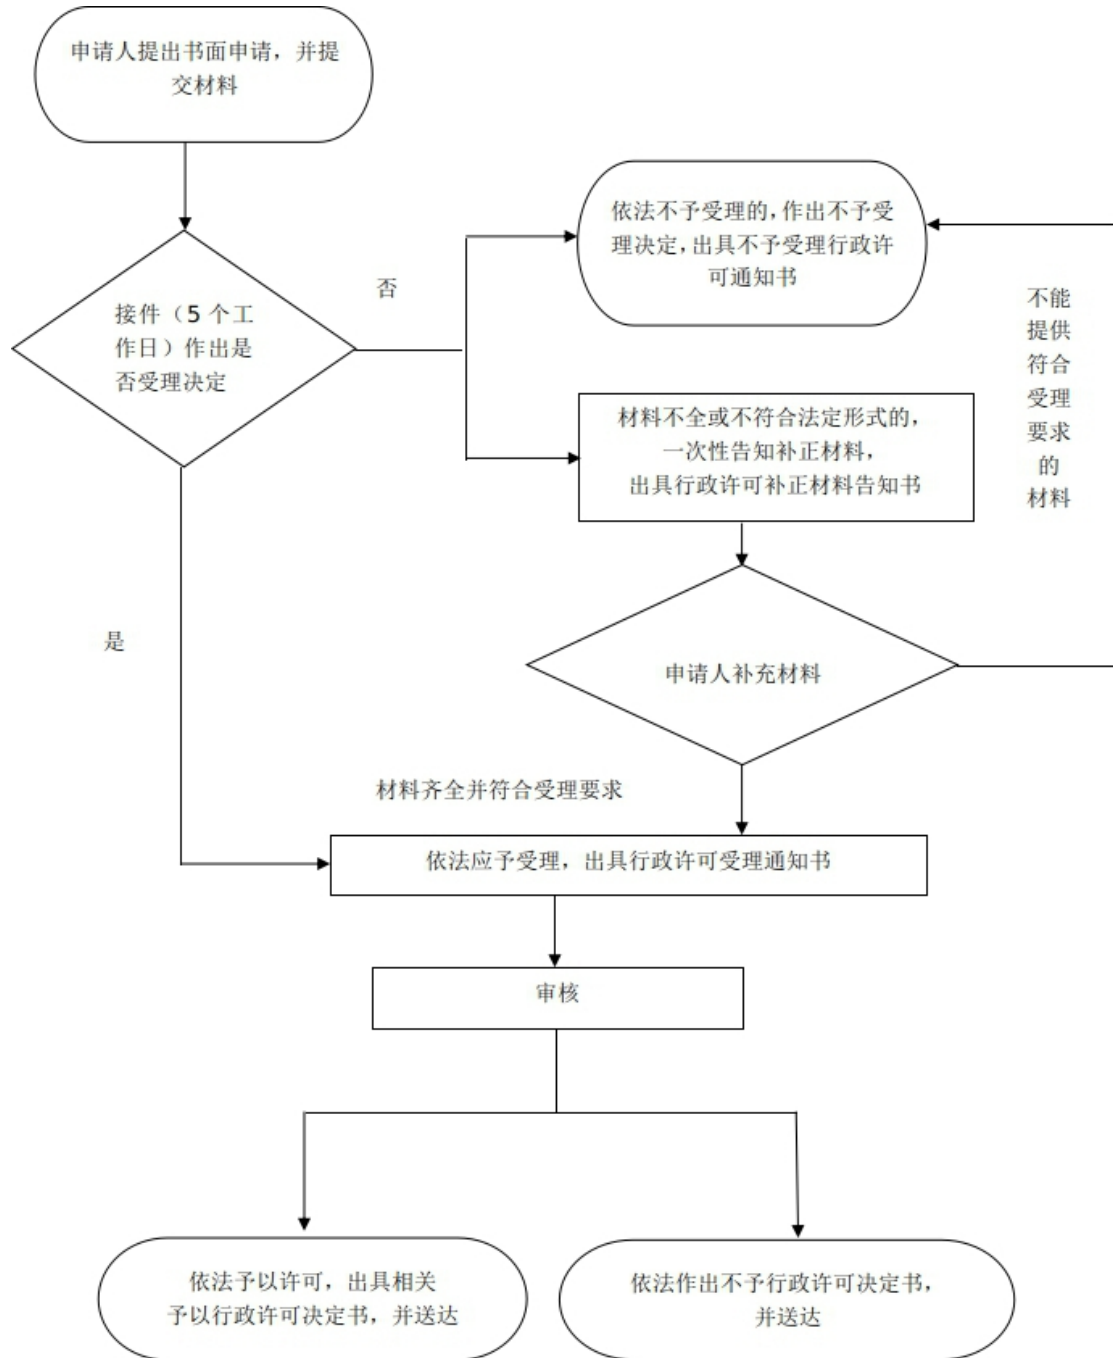 申请人提出书面申请，并提
交材料
依法不予受理的，作出不予受
理决定，出具不予受理行政许
可通知书
否
接件（5 个工
作日）作出是
否受理决定
不能
提供
符合
受理
要求
的
材料
材料不全或不符合法定形式的，
一次性告知补正材料，
出具行政许可补正材料告知书
是
申请人补充材料
材料齐全并符合受理要求
依法应予受理，出具行政许可受理通知书
审核
依法予以许可，出具相关
予以行政许可决定书，并送达
依法作出不予行政许可决定书，
并送达